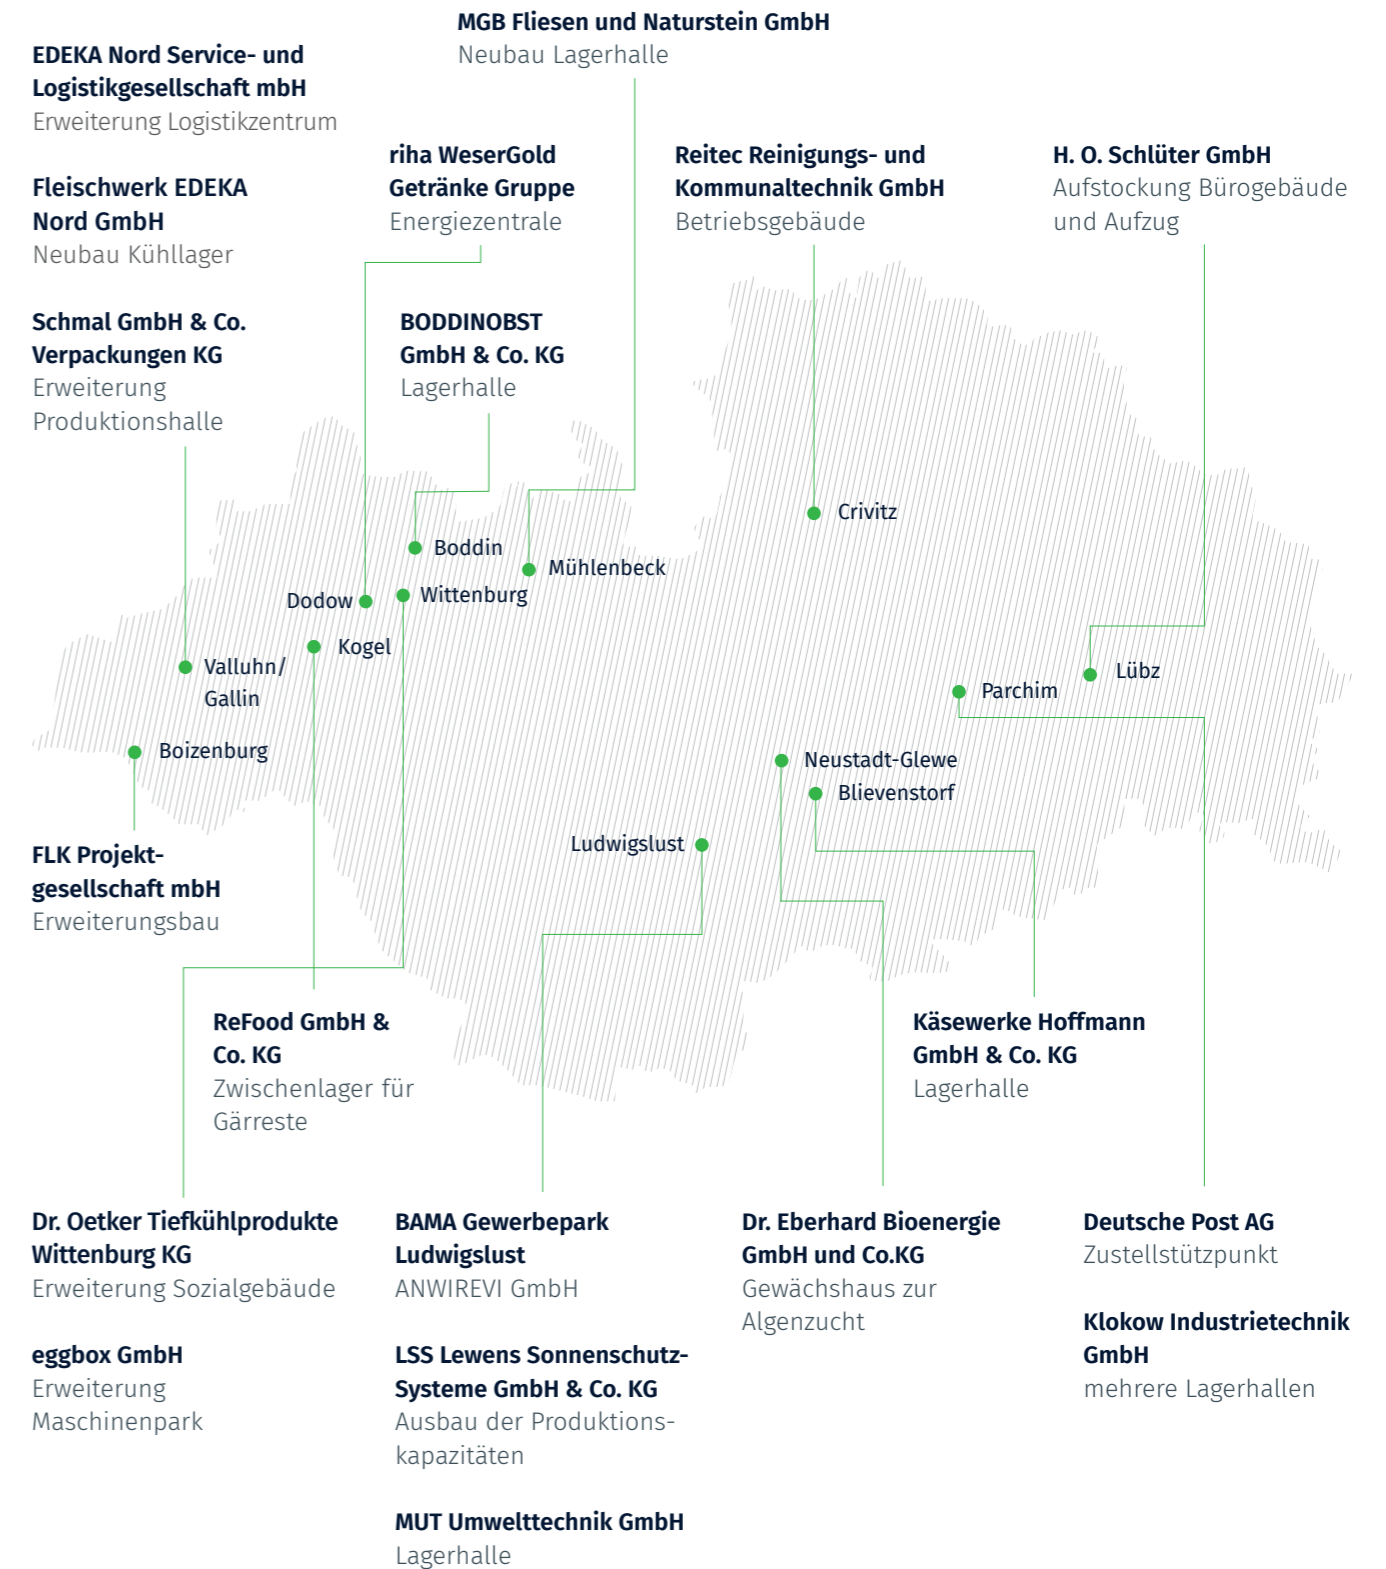 MGB Fliesen und Naturstein GmbH
Neubau Lagerhalle
EDEKA Nord Service- und
Logistikgesellschaft mbH
Erweiterung Logistikzentrum
Fleischwerk EDEKA
Nord GmbH
Neubau Kühllager
Schmal GmbH & Co.
Verpackungen KG
Erweiterung
Produktionshalle
riha WeserGold
Getränke Gruppe
Energiezentrale
BODDINOBST
GmbH & Co. KG
Lagerhalle
Reitec Reinigungs- und
Kommunaltechnik GmbH
Betriebsgebäude
H. O. Schlüter GmbH
Aufstockung Bürogebäude
und Aufzug
Crivitz
Boddin
Mühlenbeck
Wittenburg
Dodow
Kogel
Valluhn/
Gallin
Lübz
Parchim
Boizenburg
Neustadt-Glewe
Blievenstorf
Ludwigslust
FLK Projekt-
gesellschaft mbH
Erweiterungsbau
ReFood GmbH &
Co. KG
Zwischenlager für
Gärreste
Käsewerke Hoffmann
GmbH & Co. KG
Lagerhalle
Dr. Oetker Tiefkühlprodukte
Wittenburg KG
Erweiterung Sozialgebäude
eggbox GmbH
Erweiterung
Maschinenpark
BAMA Gewerbepark
Ludwigslust
ANWIREVI GmbH
LSS Lewens Sonnenschutz-
Systeme GmbH & Co. KG
Ausbau der Produktions-
kapazitäten
MUT Umwelttechnik GmbH
Lagerhalle
Dr. Eberhard Bioenergie
GmbH und Co.KG
Gewächshaus zur
Algenzucht
Deutsche Post AG
Zustellstützpunkt
Klokow Industrietechnik
GmbH
mehrere Lagerhallen